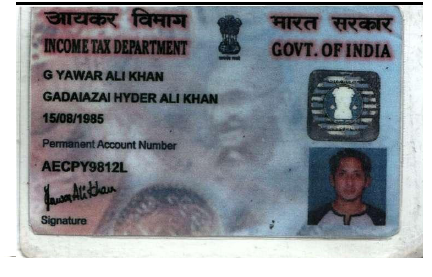 आयकर विभाग
INCOME TAX DEPARTMENT
भारत सरकार
GOVT. OF INDIA
G YAWAR ALI KHAN
GADAIAZAI HYDER ALI KHAN
15/08/1985
Permanent Account Number
AECPY9812L
Yawar Ali Khan
Signature